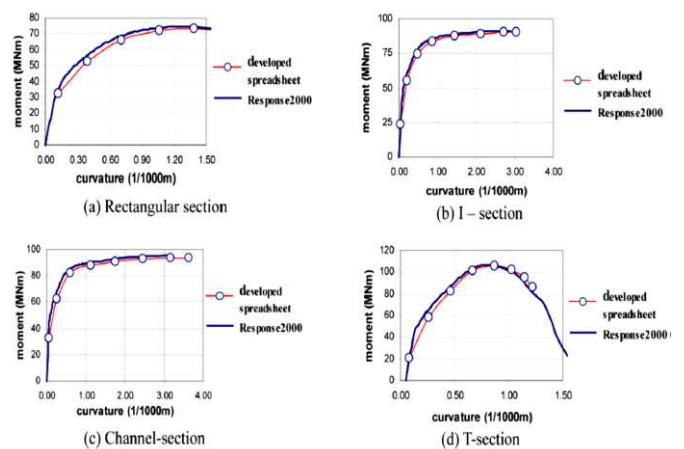 80
70
60
50
40
30
20
10
0
moment (MNm)
0.00 0.30 0.60 0.90 1.20 1.50
curvature (1/1000m)
developed
spreadsheet
Response2000
(a) Rectangular section
100
75
50
25
0
moment (MNm)
0.00 1.00 2.00 3.00 4.00
curvature (1/1000m)
developed
spreadsheet
Response2000
(b) I – section
100
80
60
40
20
0
moment (MNm)
0.00 1.00 2.00 3.00 4.00
curvature (1/1000m)
developed
spreadsheet
Response2000
(c) Channel-section
120
100
80
60
40
20
0
moment (MNm)
0.00 0.50 1.00 1.50
curvature (1/1000m)
developed
spreadsheet
Response2000
(d) T-section